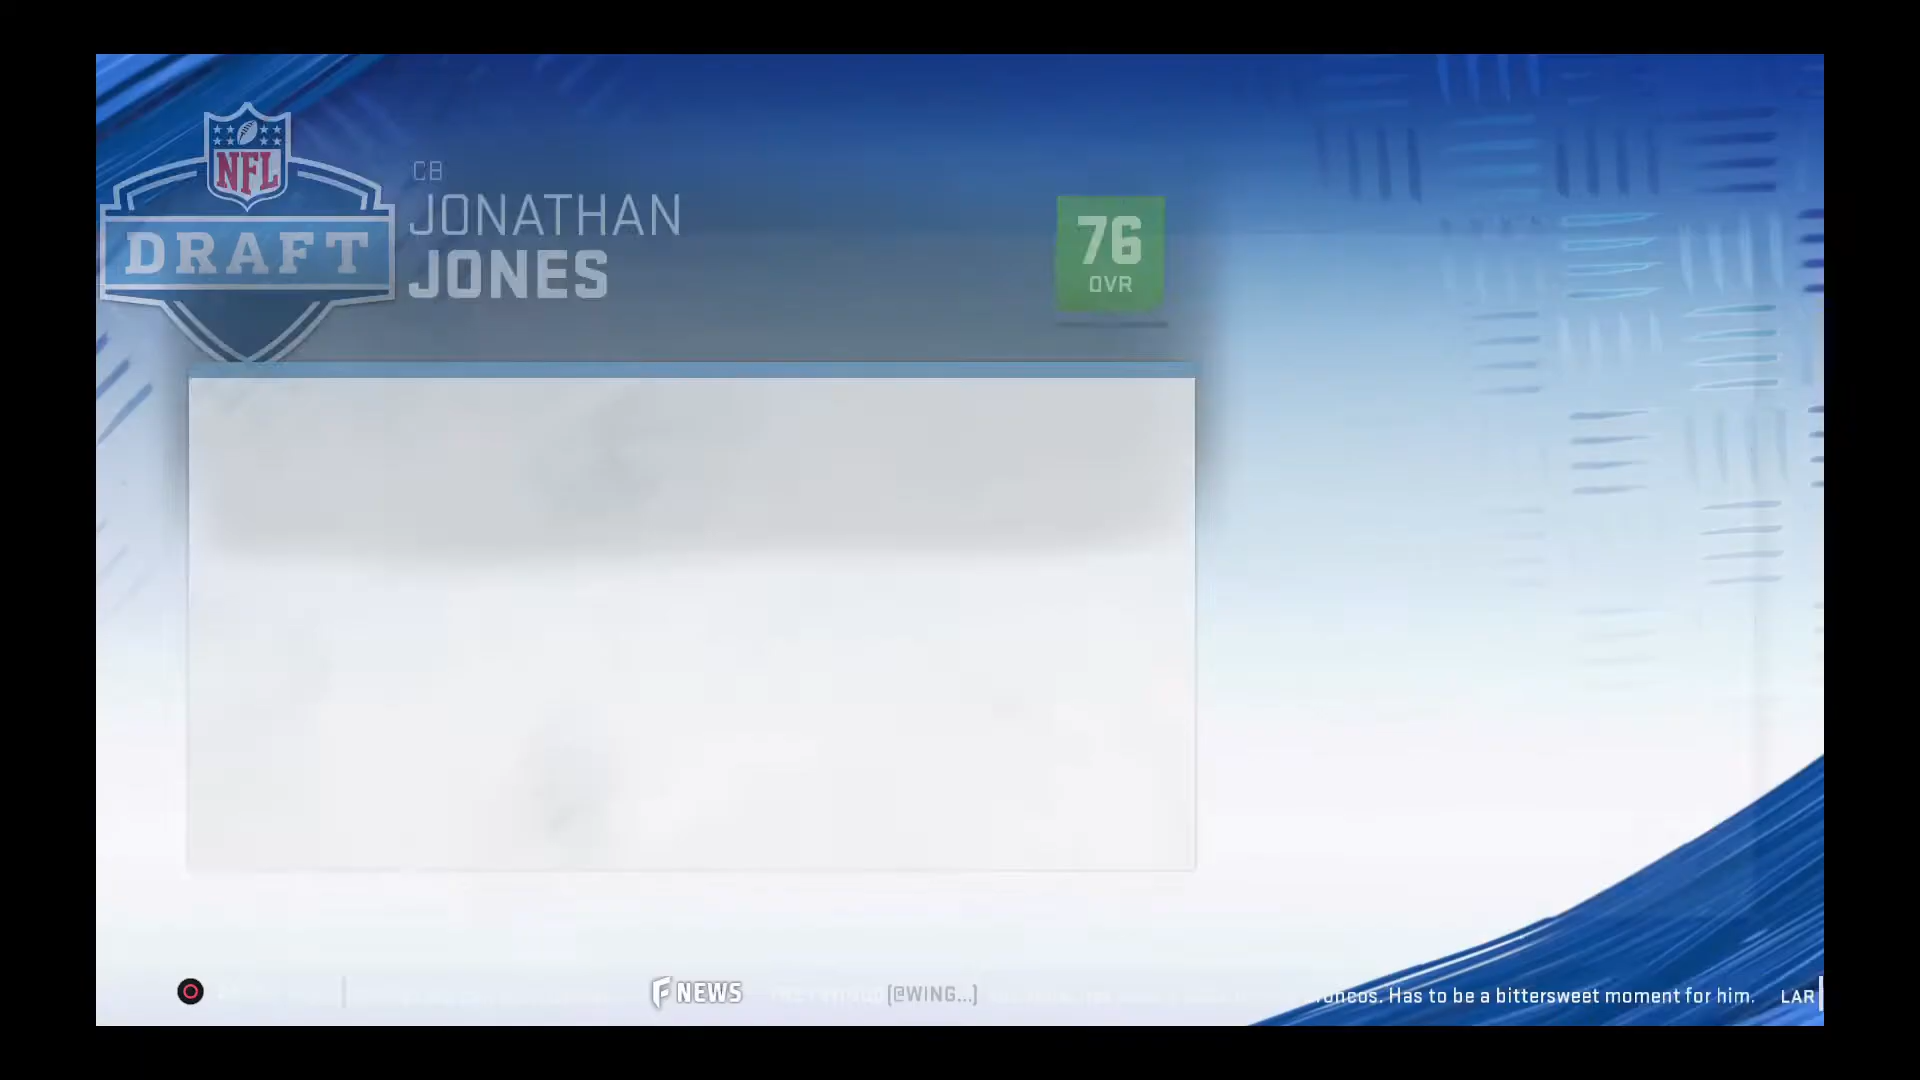 NFL
DRAFT
CB
JONATHAN
JONES
76
OVR
NEWS
[@WING...]
Has to be a bittersweet moment for him.
LAR